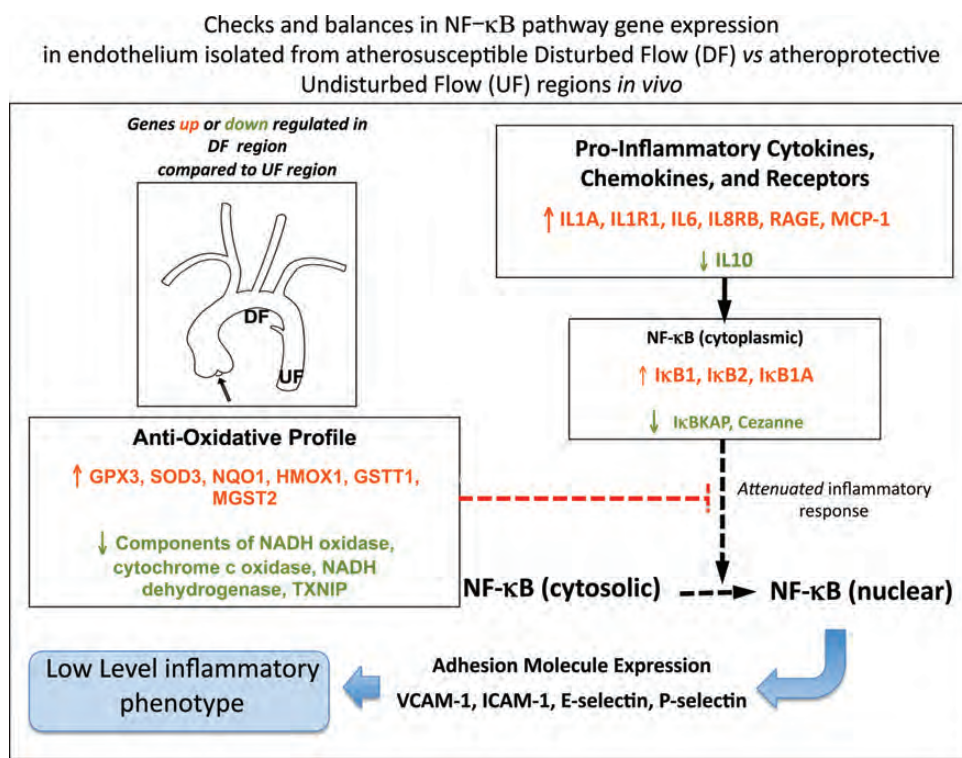 Checks and balances in NF–κB pathway gene expression
in endothelium isolated from atherosusceptible Disturbed Flow (DF) vs atheroprotective
Undisturbed Flow (UF) regions in vivo
Genes up or down regulated in
DF region
compared to UF region
DF
UF
Pro-Inflammatory Cytokines,
Chemokines, and Receptors
↑ IL1A, IL1R1, IL6, IL8RB, RAGE, MCP-1
↓ IL10
NF-κB (cytoplasmic)
↑ IκB1, IκB2, IκB1A
↓ IκBKAP, Cezanne
Anti-Oxidative Profile
↑ GPX3, SOD3, NQO1, HMOX1, GSTT1,
MGST2
↓ Components of NADH oxidase,
cytochrome c oxidase, NADH
dehydrogenase, TXNIP
Attenuated inflammatory
response
NF-κB (cytosolic)
NF-κB (nuclear)
Adhesion Molecule Expression
VCAM-1, ICAM-1, E-selectin, P-selectin
Low Level inflammatory
phenotype